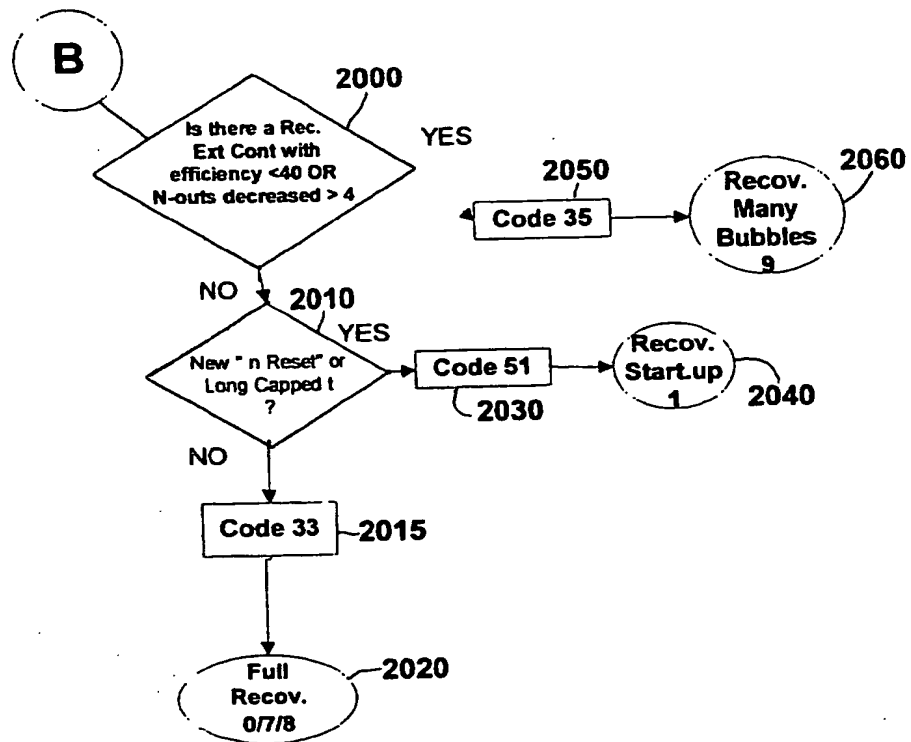 B
2000
Is there a Rec.
Ext Cont with
efficiency <40 OR
N-outs decreased > 4
YES
2050
Code 35
2060
Recov.
Many
Bubbles
9
NO
2010
YES
New " n Reset" or
Long Capped t
?
Code 51
2030
Recov.
Start.up
1
2040
NO
Code 33
2015
Full
Recov.
0/7/8
2020